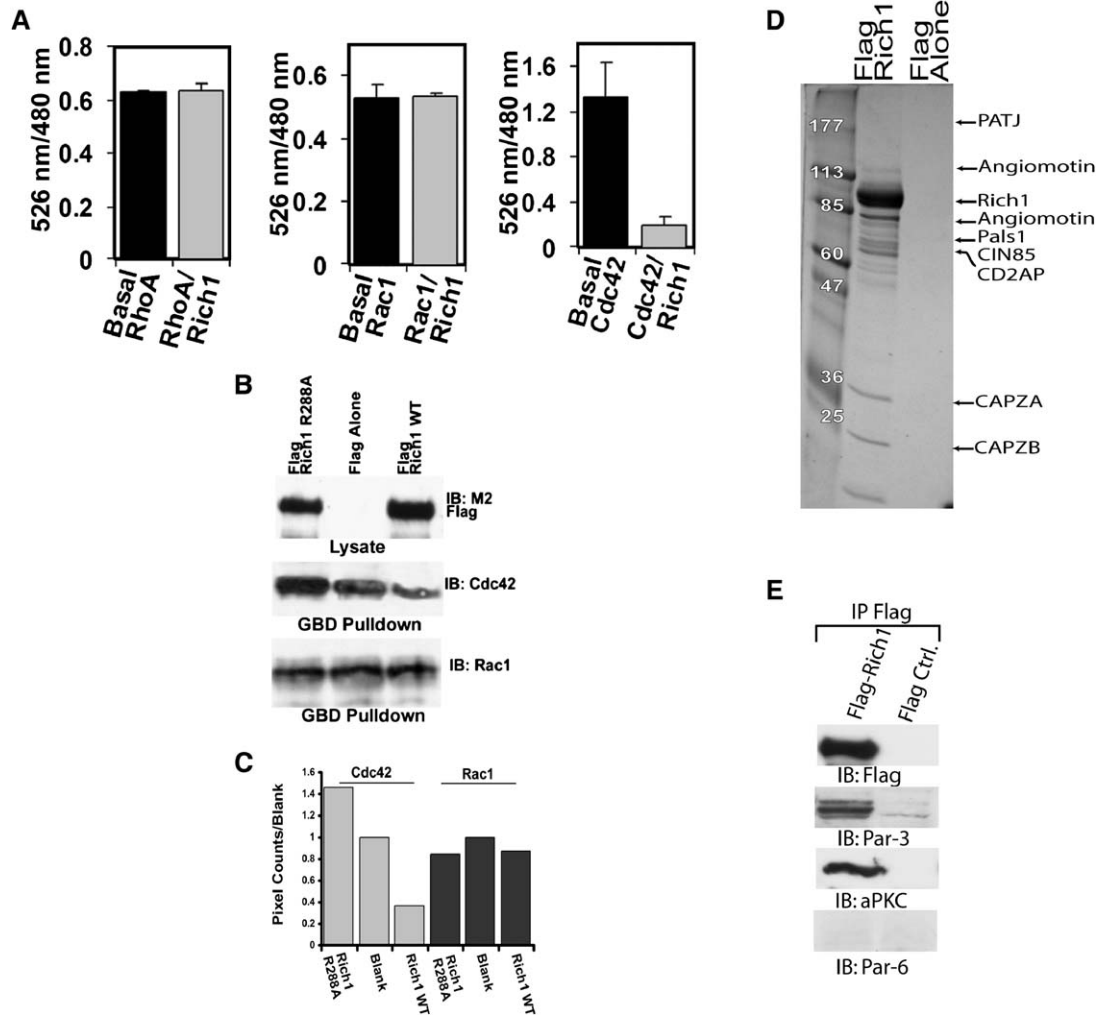 A
526 nm/480 nm
0.8
0.6
0.4
0.2
0
Basal
RhoA
RhoA/
Rich1
526 nm/480 nm
0.6
0.4
0.2
0
Basal
Rac1
Rac1/
Rich1
526 nm/480 nm
1.6
1.2
0.8
0.4
0
Basal
Cdc42
Cdc42/
Rich1
B
Flag
Rich1 R288A
Flag Alone
Flag
Rich1 WT
IB: M2
Flag
Lysate
IB: Cdc42
GBD Pulldown
IB: Rac1
GBD Pulldown
C
Pixel Counts/Blank
1.6
1.4
1.2
1
0.8
0.6
0.4
0.2
0
Cdc42
Rac1
Rich1
R288A
Blank
Rich1 WT
Rich1
R288A
Blank
Rich1 WT
D
Flag
Rich1
Flag
Alone
177
113
85
60
47
36
25
PATJ
Angiomotin
Rich1
Angiomotin
Pals1
CIN85
CD2AP
CAPZA
CAPZB
E
IP Flag
Flag-Rich1
Flag Ctrl.
IB: Flag
IB: Par-3
IB: aPKC
IB: Par-6